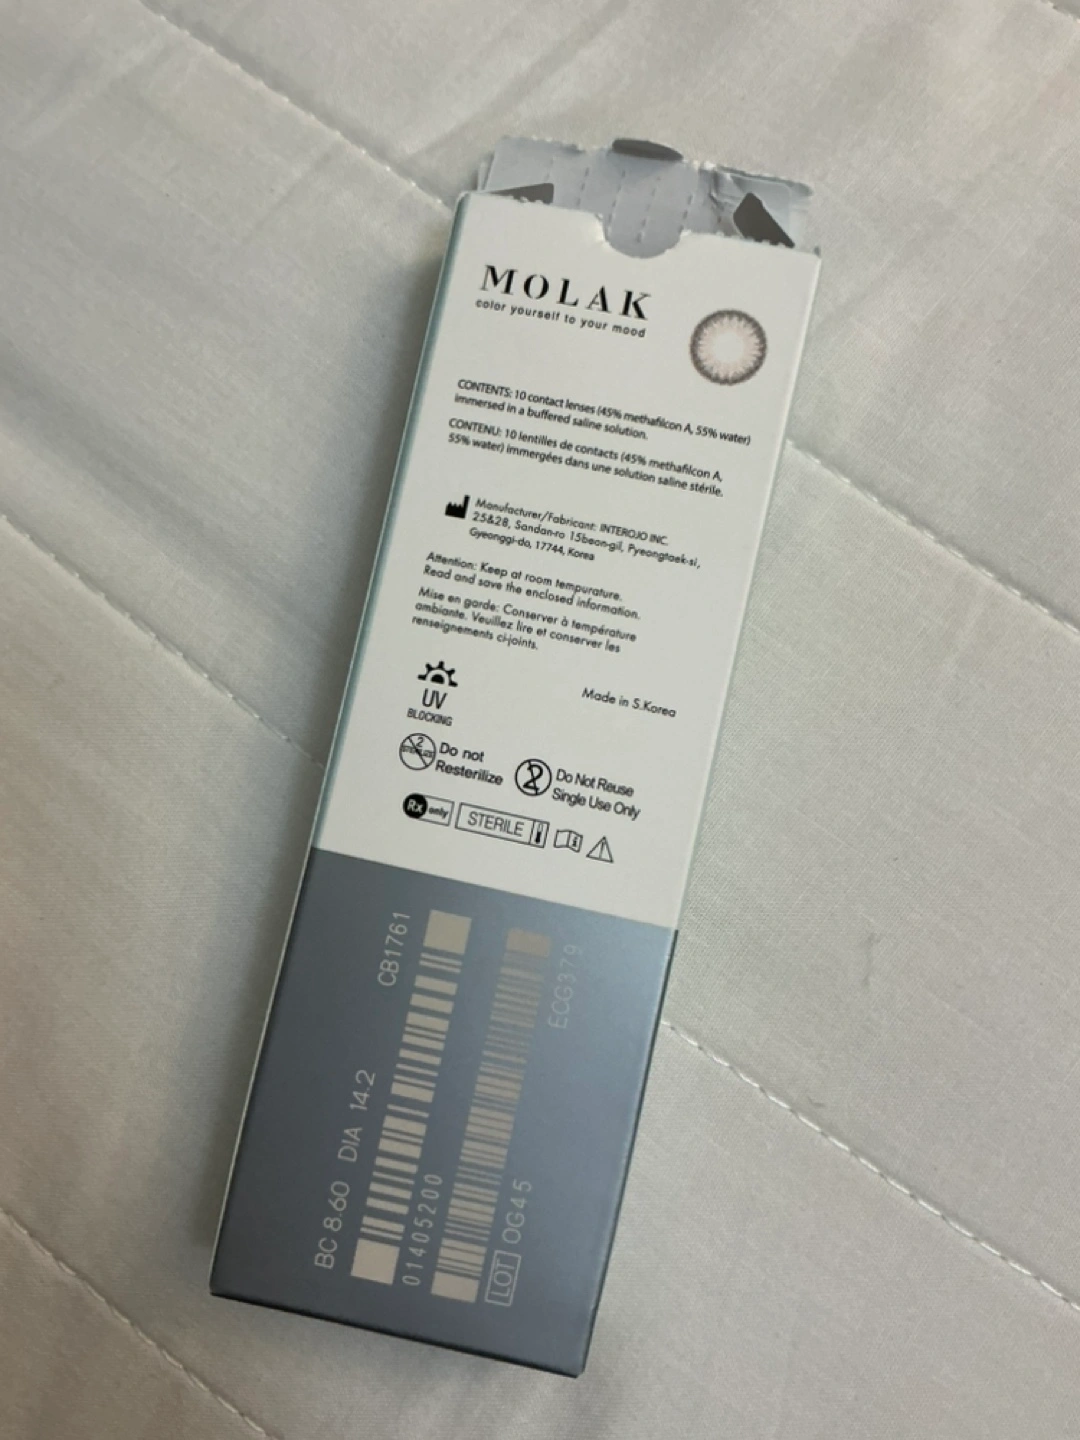 MOLAK
color yourself to your mood
CONTENTS: 10 contact lenses (45% methafilcon A, 55% water)
immersed in a buffered saline solution.
CONTENU: 10 lentilles de contacts (45% methafilcon A,
55% water) immergées dans une solution saline stérile.
Manufacturer/Fabricant: INTEROJO INC.
25&28, Sandan-ro 15beon-gil, Pyeongtaek-si,
Gyeonggi-do, 17744, Korea
Attention: Keep at room tempurature.
Read and save the enclosed information.
Mise en garde: Conserver à température
ambiante. Veuillez lire et conserver les
renseignements ci-joints.
UV
BLOCKING
Made in S.Korea
2
Do not
Resterilize
2
Do Not Reuse
Single Use Only
Rx only
STERILE
CB1761
BC 8.60 DIA 14.2
01405200
ECG379
LOT OG45